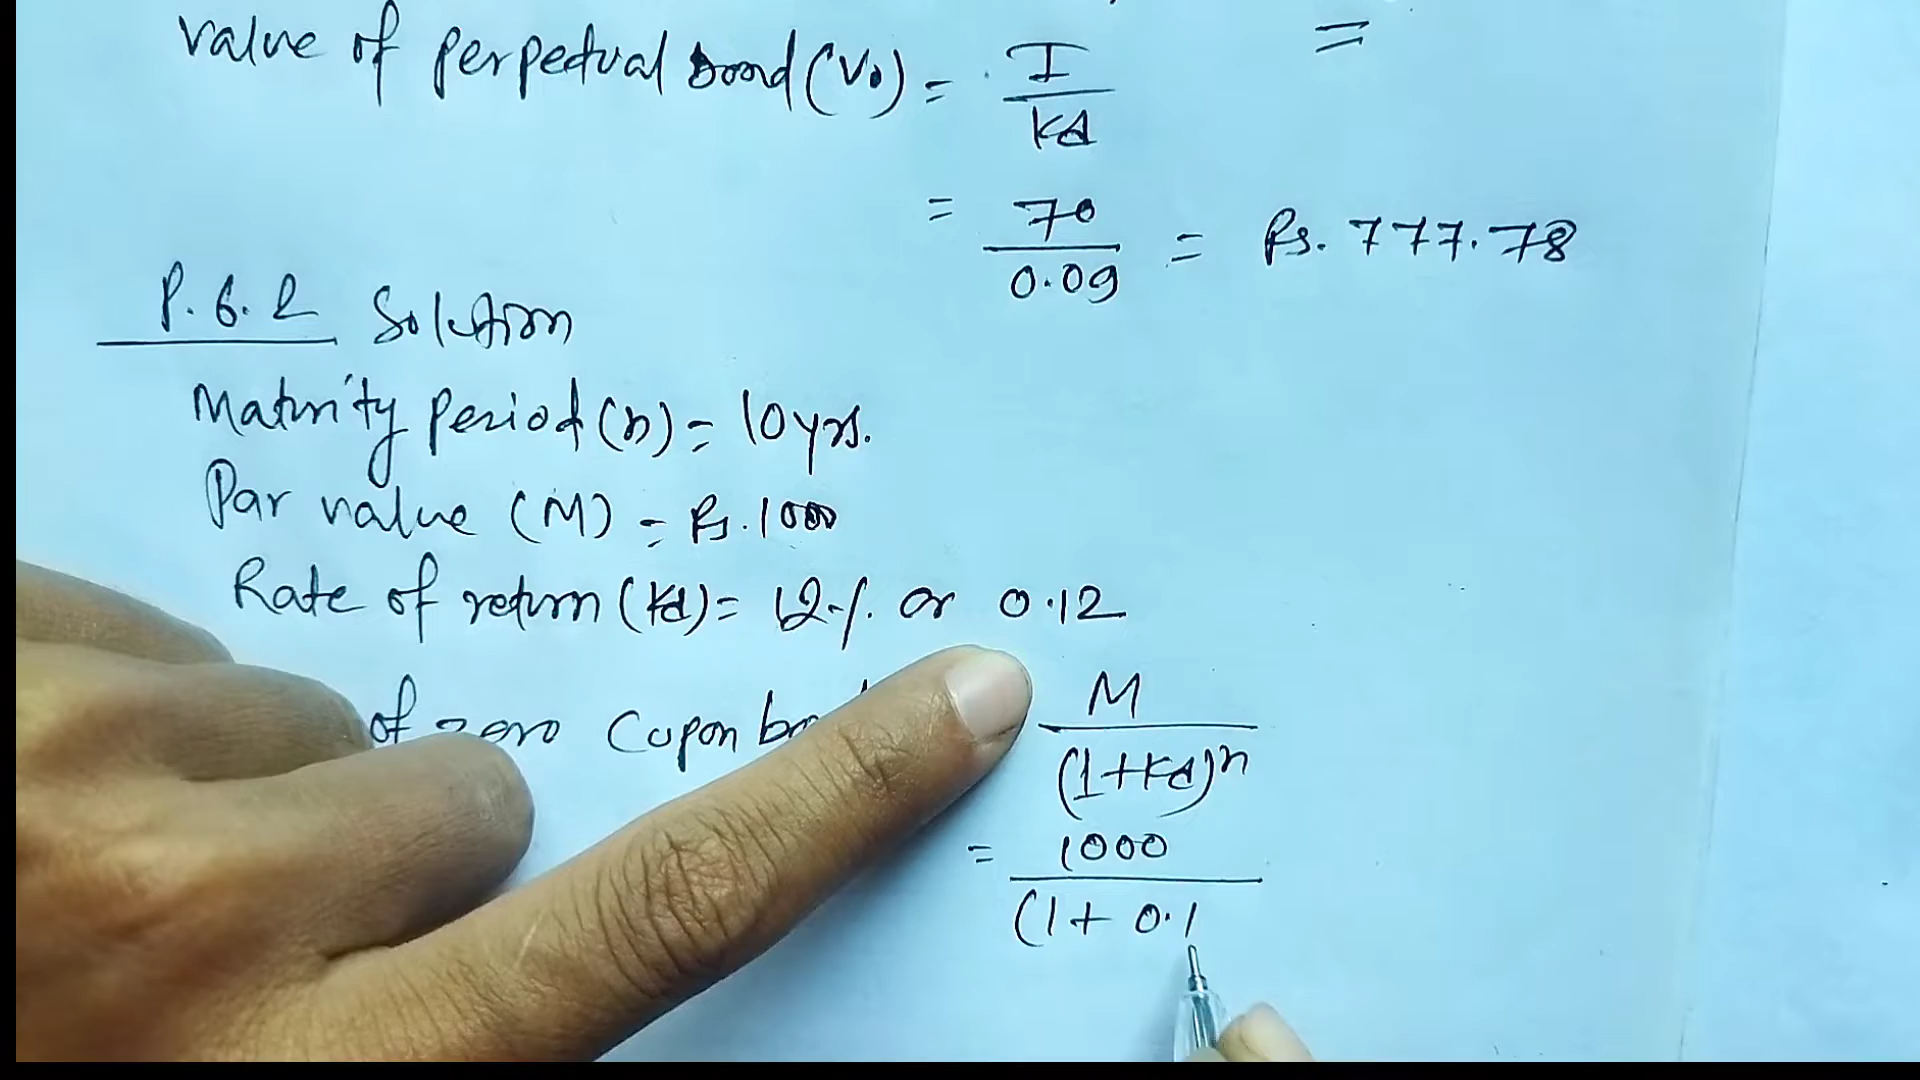 value of perpetual bond (V0) = I / kd
=
= 70 / 0.09 = Rs. 777.78
P. 6.2 Solution
Maturity period (n) = 10 yrs.
Par value (M) = Rs. 1000
Rate of return (kd) = 12% or 0.12
of zero Cupon M / (1+kd)n
= 1000 / (1 + 0.1